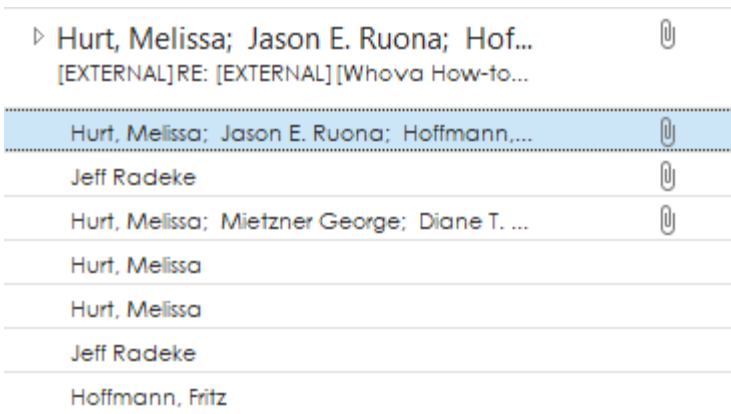 Hurt, Melissa; Jason E. Ruona; Hof...
[EXTERNAL]RE: [EXTERNAL][Whova How-to...
Hurt, Melissa; Jason E. Ruona; Hoffmann,...
Jeff Radeke
Hurt, Melissa; Mietzner George; Diane T. ...
Hurt, Melissa
Hurt, Melissa
Jeff Radeke
Hoffmann, Fritz